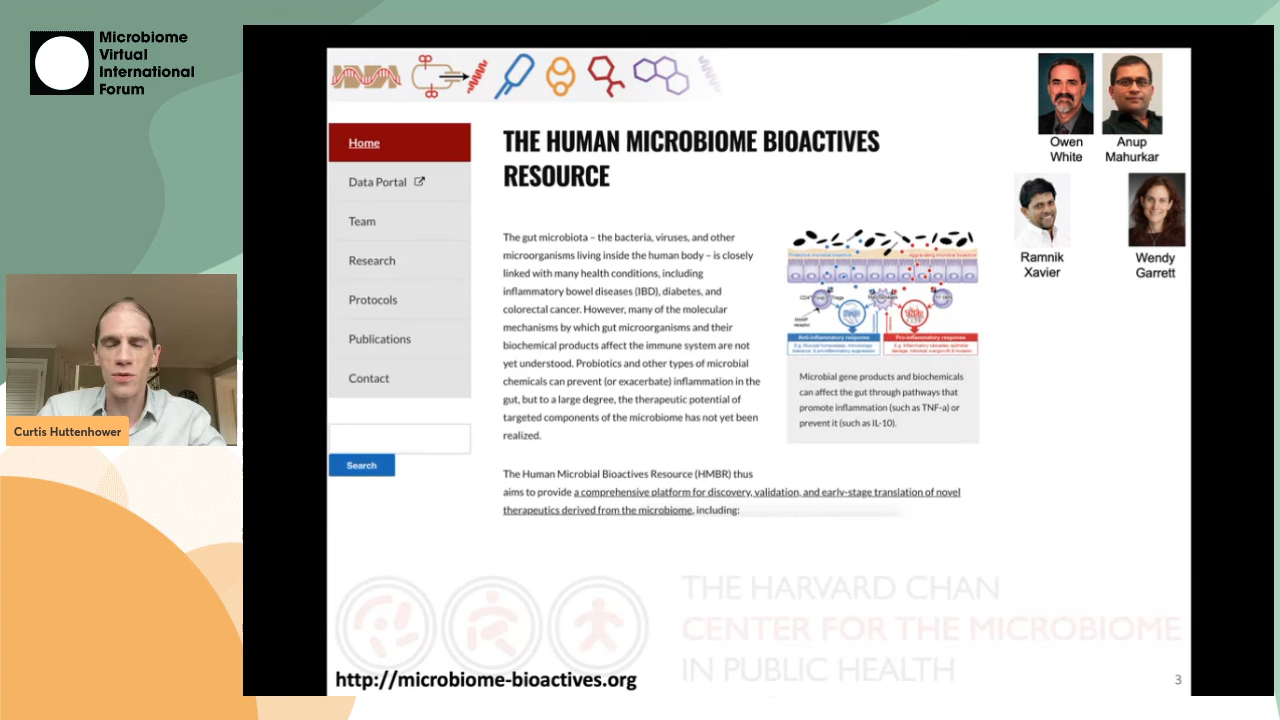 Microbiome
Virtual
International
Forum
Curtis Huttenhower
Home
Data Portal
Team
Research
Protocols
Publications
Contact
Search
THE HUMAN MICROBIOME BIOACTIVES
RESOURCE
The gut microbiota – the bacteria, viruses, and other
microorganisms living inside the human body – is closely
linked with many health conditions, including
inflammatory bowel diseases (IBD), diabetes, and
colorectal cancer. However, many of the molecular
mechanisms by which gut microorganisms and their
biochemical products affect the immune system are not
yet understood. Probiotics and other types of microbial
chemicals can prevent (or exacerbate) inflammation in the
gut, but to a large degree, the therapeutic potential of
targeted components of the microbiome has not yet been
realized.
The Human Microbial Bioactives Resource (HMBR) thus
aims to provide a comprehensive platform for discovery, validation, and early-stage translation of novel
therapeutics derived from the microbiome, including:
Anti-inflammatory response
Pro-inflammatory response
Microbial gene products and biochemicals
can affect the gut through pathways that
promote inflammation (such as TNF-a) or
prevent it (such as IL-10).
Owen
White
Anup
Mahurkar
Ramnik
Xavier
Wendy
Garrett
THE HARVARD CHAN
CENTER FOR THE MICROBIOME
IN PUBLIC HEALTH
http://microbiome-bioactives.org
3